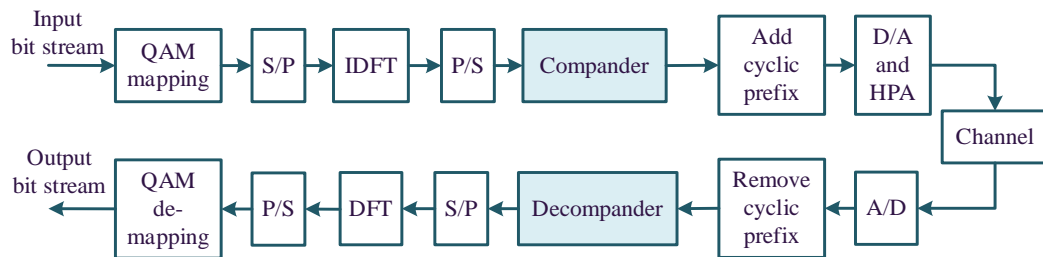 Input
bit stream
QAM
mapping
S/P
IDFT
P/S
Compander
Add
cyclic
prefix
D/A
and
HPA
Channel
Output
bit stream
QAM
de-
mapping
P/S
DFT
S/P
Decompander
Remove
cyclic
prefix
A/D